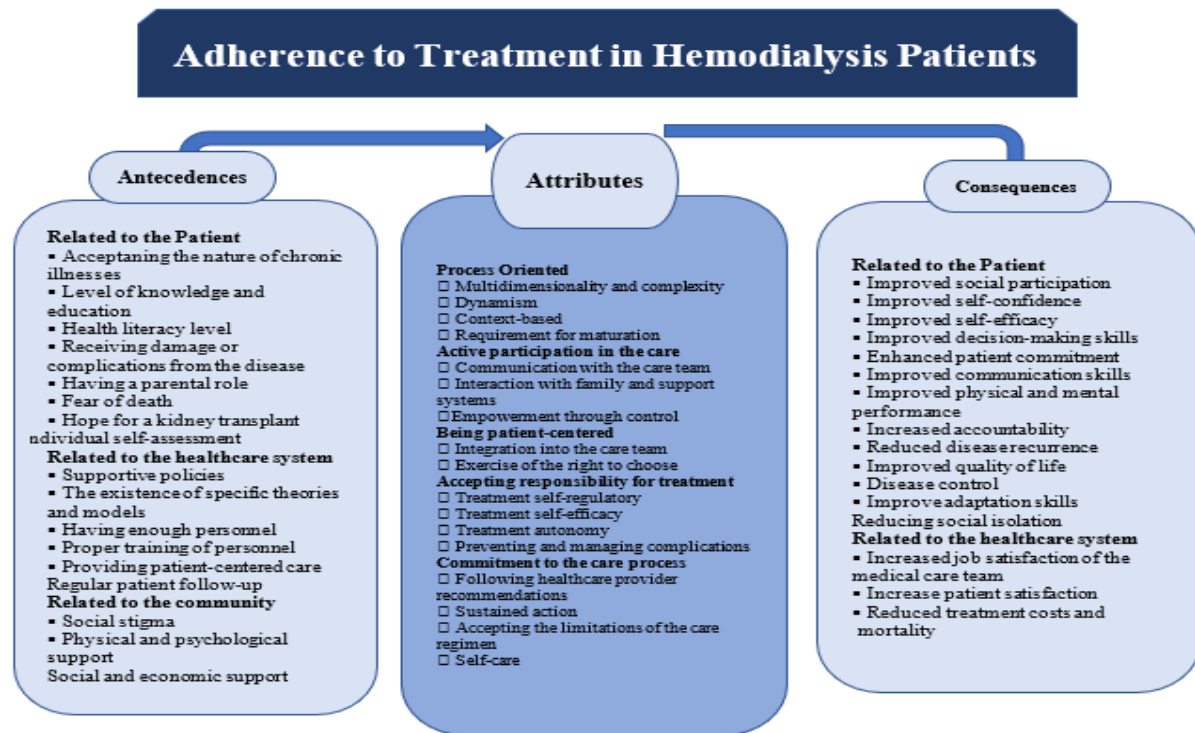 Adherence to Treatment in Hemodialysis Patients
Antecedences
Related to the Patient
▪ Acceptaning the nature of chronic
illnesses
▪ Level of knowledge and
education
▪ Health literacy level
▪ Receiving damage or
complications from the disease
▪ Having a parental role
▪ Fear of death
▪ Hope for a kidney transplant
ndividual self-assessment
Related to the healthcare system
▪ Supportive policies
▪ The existence of specific theories
and models
▪ Having enough personnel
▪ Proper training of personnel
▪ Providing patient-centered care
Regular patient follow-up
Related to the community
▪ Social stigma
▪ Physical and psychological
support
Social and economic support
Attributes
Process Oriented
□ Multidimensionality and complexity
□ Dynamism
□ Context-based
□ Requirement for maturation
Active participation in the care
□ Communication with the care team
□ Interaction with family and support
systems
□Empowerment through control
Being patient-centered
□ Integration into the care team
□ Exercise of the right to choose
Accepting responsibility for treatment
□ Treatment self-regulatory
□ Treatment self-efficacy
□ Treatment autonomy
□ Preventing and managing complications
Commitment to the care process
□ Following healthcare provider
recommendations
□ Sustained action
□ Accepting the limitations of the care
regimen
□ Self-care
Consequences
Related to the Patient
▪ Improved social participation
▪ Improved self-confidence
▪ Improved self-efficacy
▪ Improved decision-making skills
▪ Enhanced patient commitment
▪ Improved communication skills
▪ Improved physical and mental
performance
▪ Increased accountability
▪ Reduced disease recurrence
▪ Improved quality of life
▪ Disease control
▪ Improve adaptation skills
Reducing social isolation
Related to the healthcare system
▪ Increased job satisfaction of the
medical care team
▪ Increase patient satisfaction
▪ Reduced treatment costs and
mortality